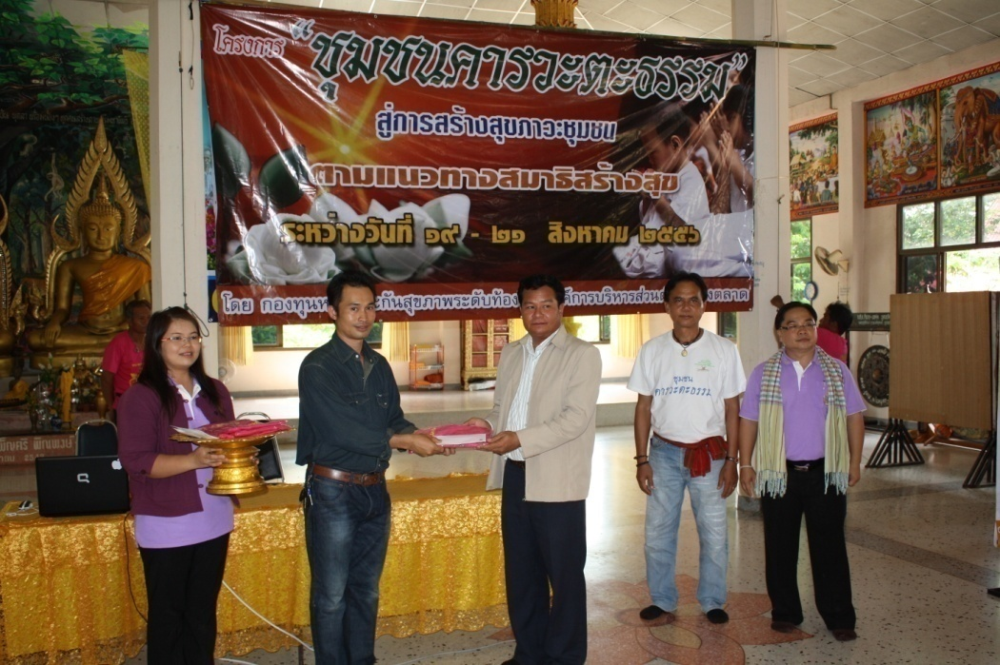 โครงการ "ชุมชนคารวะตะธรรม"
สู่การสร้างสุขภาวะชุมชน
ตามแนวทางสมาธิสร้างสุข
ระหว่างวันที่ ๑๙ - ๒๑ สิงหาคม ๒๕๕๖
โดย กองทุนห กันสุขภาพระดับท้อง การบริหารส่วน ตลาด
ชุมชน
คารวะตะธรรม